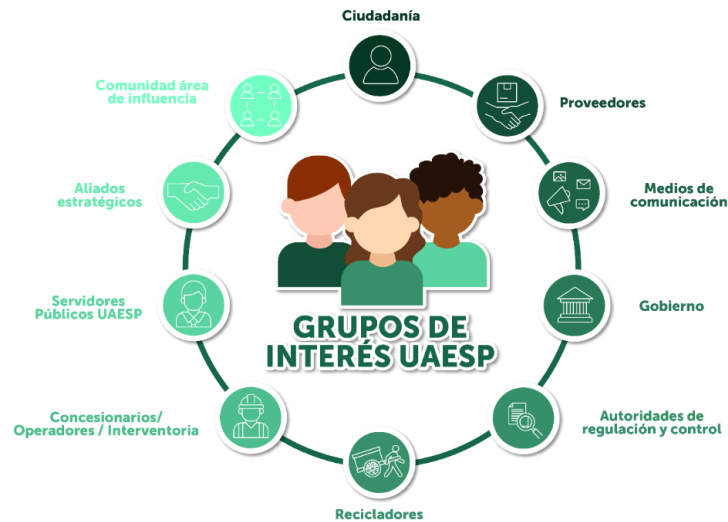 Ciudadanía
Proveedores
Medios de
comunicación
Gobierno
Autoridades de
regulación y control
Recicladores
Concesionarios/
Operadores / Interventoria
Servidores
Públicos UAESP
Aliados
estratégicos
Comunidad área
de influencia
GRUPOS DE
INTERÉS UAESP